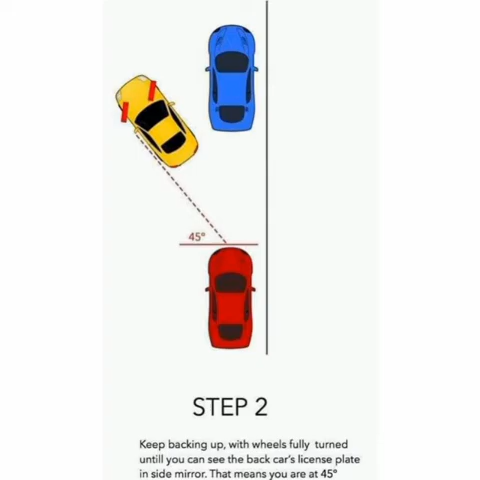 45°
STEP 2
Keep backing up, with wheels fully turned
untill you can see the back car's license plate
in side mirror. That means you are at 45°